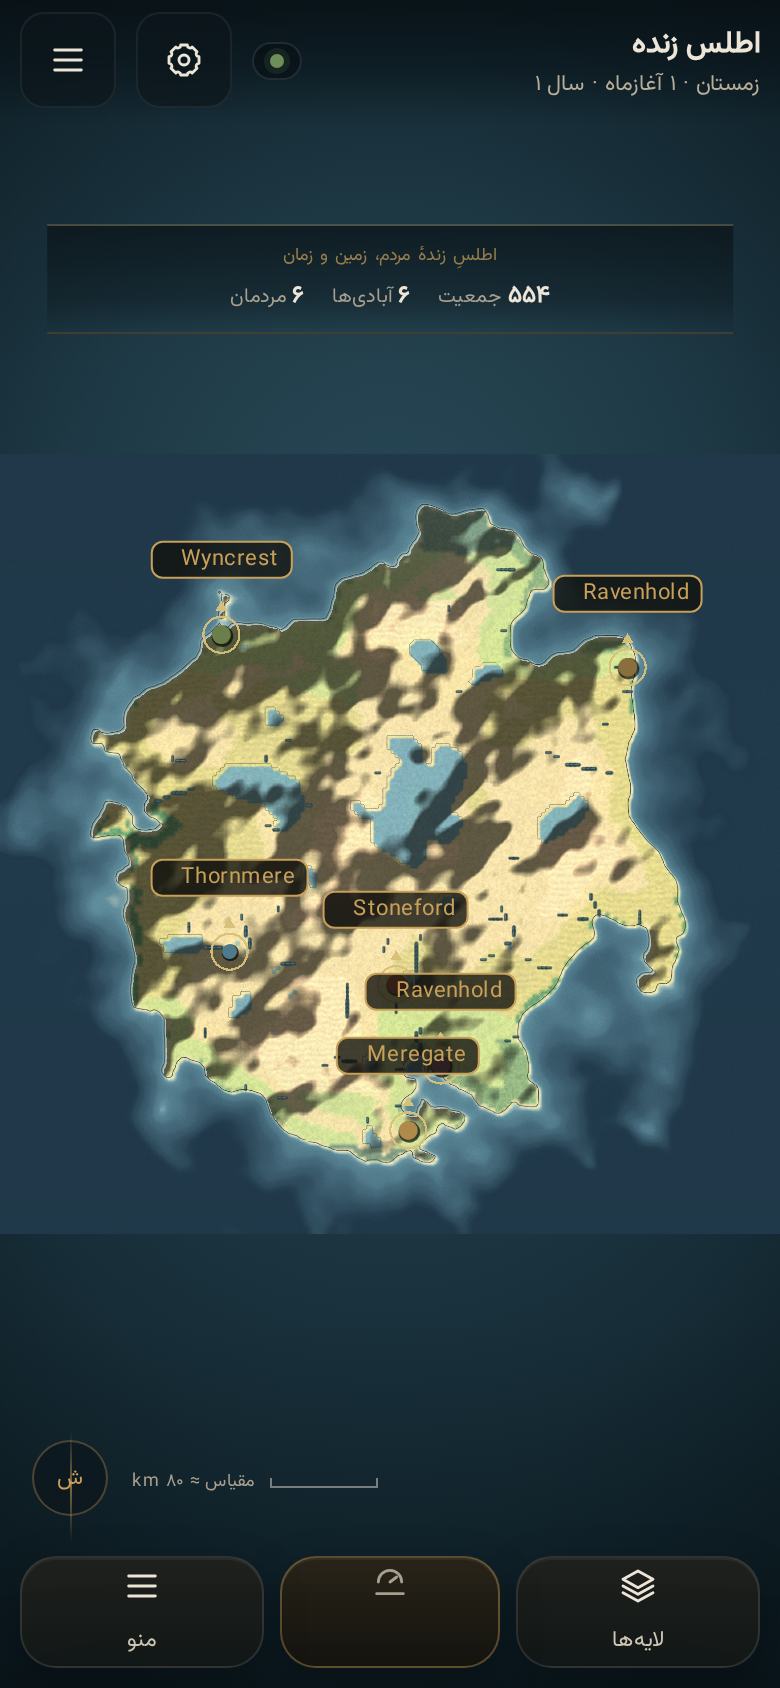 اطلس زنده
زمستان · ۱ آغازماه · سال ۱
اطلسِ زندهٔ مردم، زمین و زمان
۵۵۴ جمعیت ۶ آبادی‌ها ۶ مردمان
Wyncrest
Ravenhold
Thornmere
Stoneford
Ravenhold
Meregate
مقیاس ≈ ۸۰ km
ش
لایه‌ها
منو